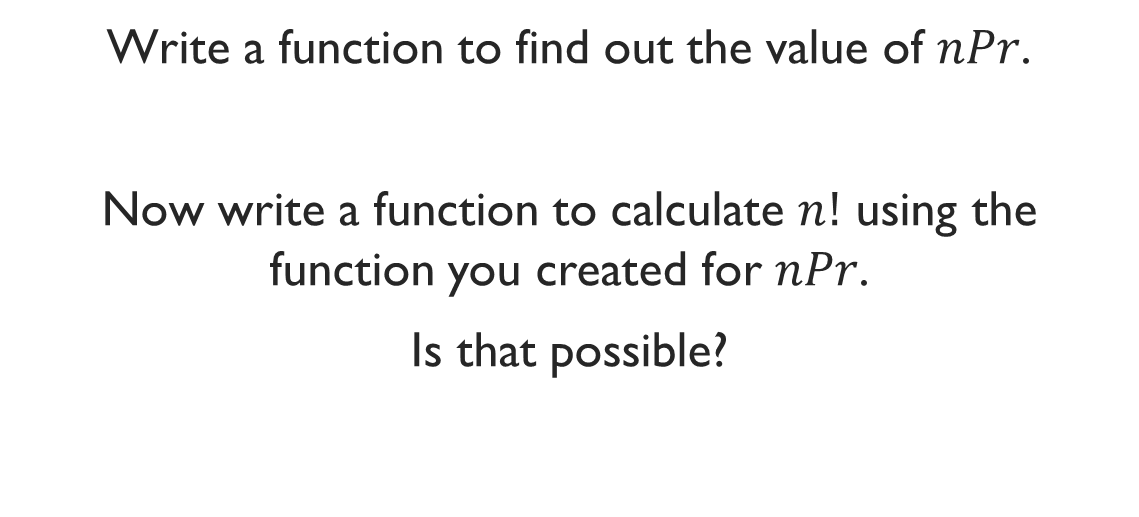 Write a function to find out the value of nPr.
Now write a function to calculate n! using the
function you created for nPr.
Is that possible?